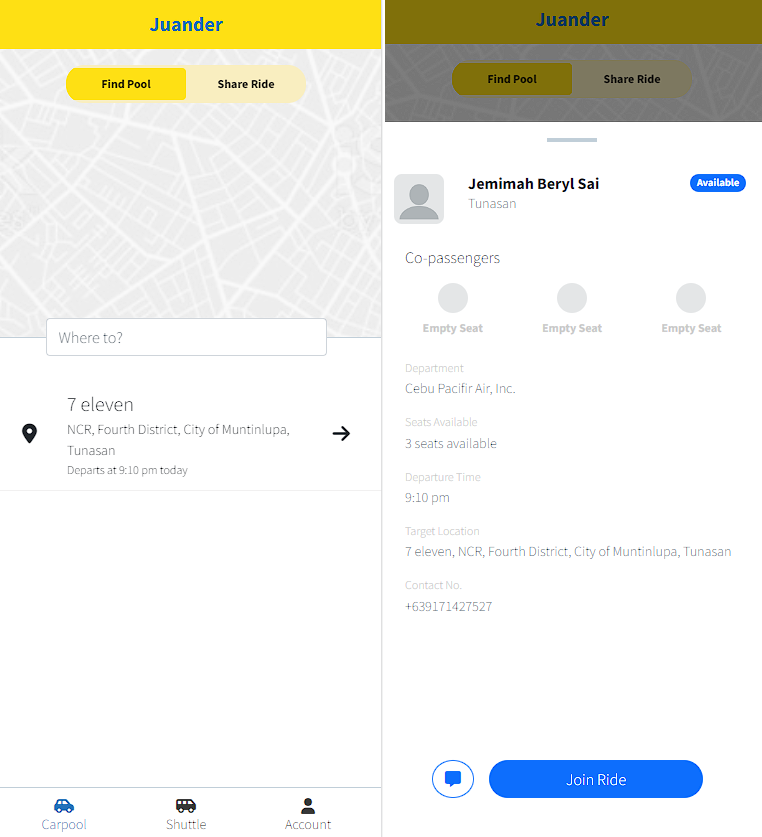 Juander
Find Pool
Share Ride
Where to?
7 eleven
NCR, Fourth District, City of Muntinlupa,
Tunasan
Departs at 9:10 pm today
Carpool
Shuttle
Account
Juander
Find Pool
Share Ride
Jemimah Beryl Sai
Available
Tunasan
Co-passengers
Empty Seat
Empty Seat
Empty Seat
Department
Cebu Pacifir Air, Inc.
Seats Available
3 seats available
Departure Time
9:10 pm
Target Location
7 eleven, NCR, Fourth District, City of Muntinlupa, Tunasan
Contact No.
+639171427527
Join Ride